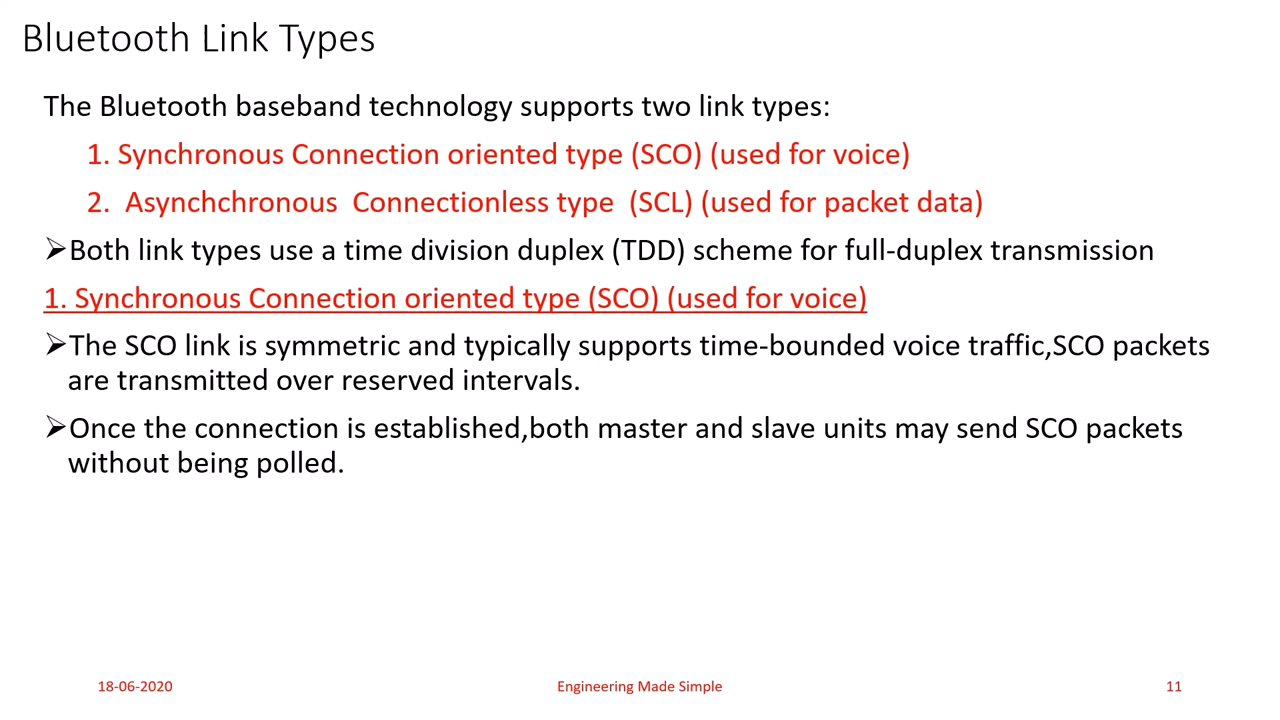 Bluetooth Link Types
The Bluetooth baseband technology supports two link types:
1. Synchronous Connection oriented type (SCO) (used for voice)
2. Asynchchronous Connectionless type (SCL) (used for packet data)
➢Both link types use a time division duplex (TDD) scheme for full-duplex transmission
1. Synchronous Connection oriented type (SCO) (used for voice)
➢The SCO link is symmetric and typically supports time-bounded voice traffic,SCO packets
are transmitted over reserved intervals.
➢Once the connection is established,both master and slave units may send SCO packets
without being polled.
18-06-2020
Engineering Made Simple
11